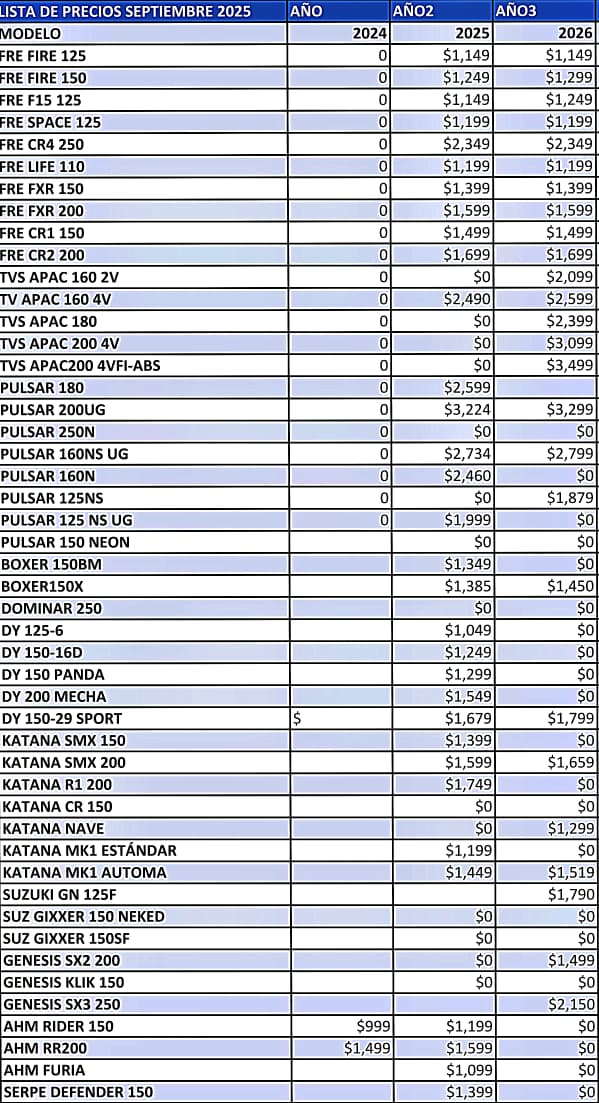 LISTA DE PRECIOS SEPTIEMBRE 2025 AÑO AÑO2 AÑO3
MODELO 2024 2025 2026
FRE FIRE 125 0 $1,149 $1,149
FRE FIRE 150 0 $1,249 $1,299
FRE F15 125 0 $1,149 $1,249
FRE SPACE 125 0 $1,199 $1,199
FRE CR4 250 0 $2,349 $2,349
FRE LIFE 110 0 $1,199 $1,199
FRE FXR 150 0 $1,399 $1,399
FRE FXR 200 0 $1,599 $1,599
FRE CR1 150 0 $1,499 $1,499
FRE CR2 200 0 $1,699 $1,699
TVS APAC 160 2V 0 $0 $2,099
TV APAC 160 4V 0 $2,490 $2,599
TVS APAC 180 0 $0 $2,399
TVS APAC 200 4V 0 $0 $3,099
TVS APAC200 4VFI-ABS 0 $0 $3,499
PULSAR 180 0 $2,599
PULSAR 200UG 0 $3,224 $3,299
PULSAR 250N 0 $0 $0
PULSAR 160NS UG 0 $2,734 $2,799
PULSAR 160N 0 $2,460 $0
PULSAR 125NS 0 $0 $1,879
PULSAR 125 NS UG 0 $1,999 $0
PULSAR 150 NEON $0 $0
BOXER 150BM $1,349 $0
BOXER150X $1,385 $1,450
DOMINAR 250 $0 $0
DY 125-6 $1,049 $0
DY 150-16D $1,249 $0
DY 150 PANDA $1,299 $0
DY 200 MECHA $1,549 $0
DY 150-29 SPORT $ $1,679 $1,799
KATANA SMX 150 $1,399 $0
KATANA SMX 200 $1,599 $1,659
KATANA R1 200 $1,749 $0
KATANA CR 150 $0 $0
KATANA NAVE $0 $1,299
KATANA MK1 ESTÁNDAR $1,199 $0
KATANA MK1 AUTOMA $1,449 $1,519
SUZUKI GN 125F $1,790
SUZ GIXXER 150 NEKED $0 $0
SUZ GIXXER 150SF $0 $0
GENESIS SX2 200 $0 $1,499
GENESIS KLIK 150 $0 $0
GENESIS SX3 250 $2,150
AHM RIDER 150 $999 $1,199 $0
AHM RR200 $1,499 $1,599 $0
AHM FURIA $1,099 $0
SERPE DEFENDER 150 $1,399 $0